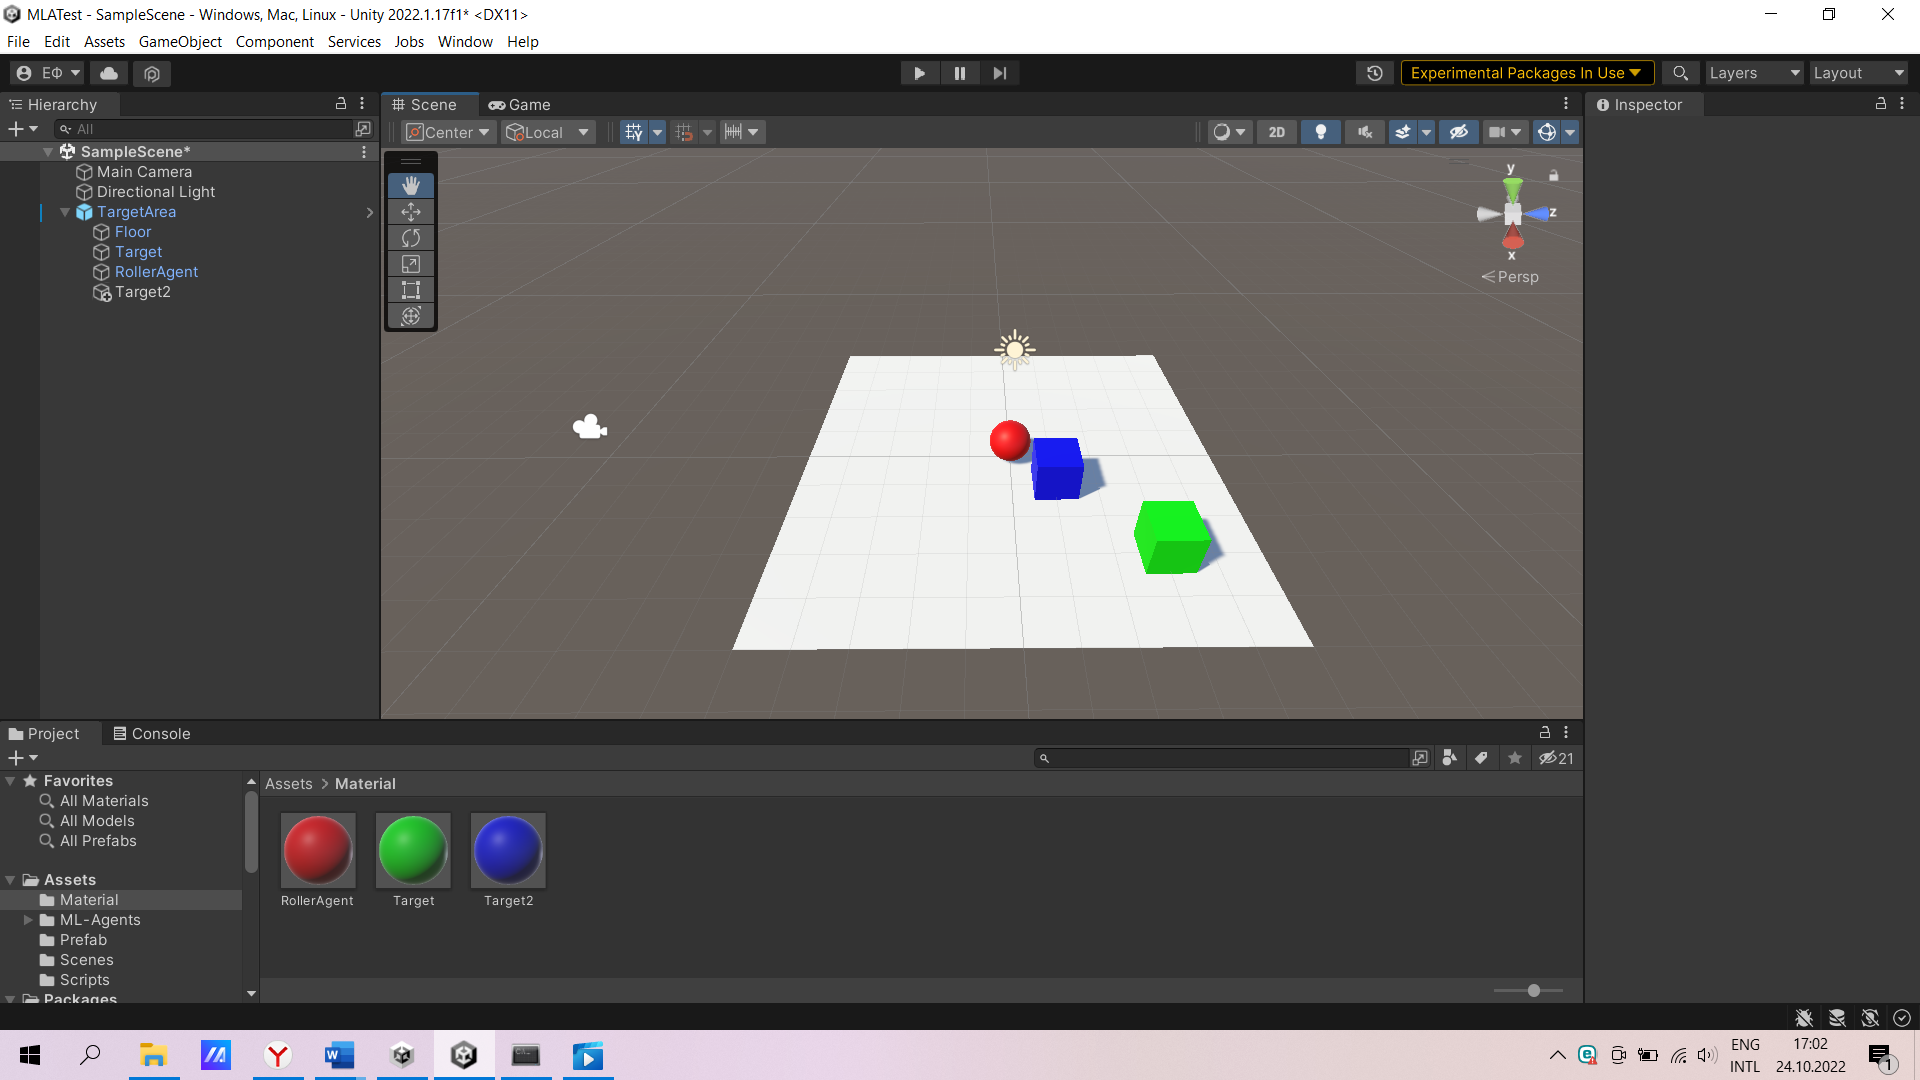 MLATest - SampleScene - Windows, Mac, Linux - Unity 2022.1.17f1* <DX11>
File Edit Assets GameObject Component Services Jobs Window Help
ЕФ
Experimental Packages In Use
Layers
Layout
Hierarchy
Scene
Game
Inspector
All
Center
Local
2D
SampleScene*
Main Camera
Directional Light
TargetArea
Floor
Target
RollerAgent
Target2
y
z
x
Persp
Project
Console
21
Favorites
All Materials
All Models
All Prefabs
Assets
Material
ML-Agents
Prefab
Scenes
Scripts
Packages
Assets > Material
RollerAgent
Target
Target2
ENG
INTL
17:02
24.10.2022
1